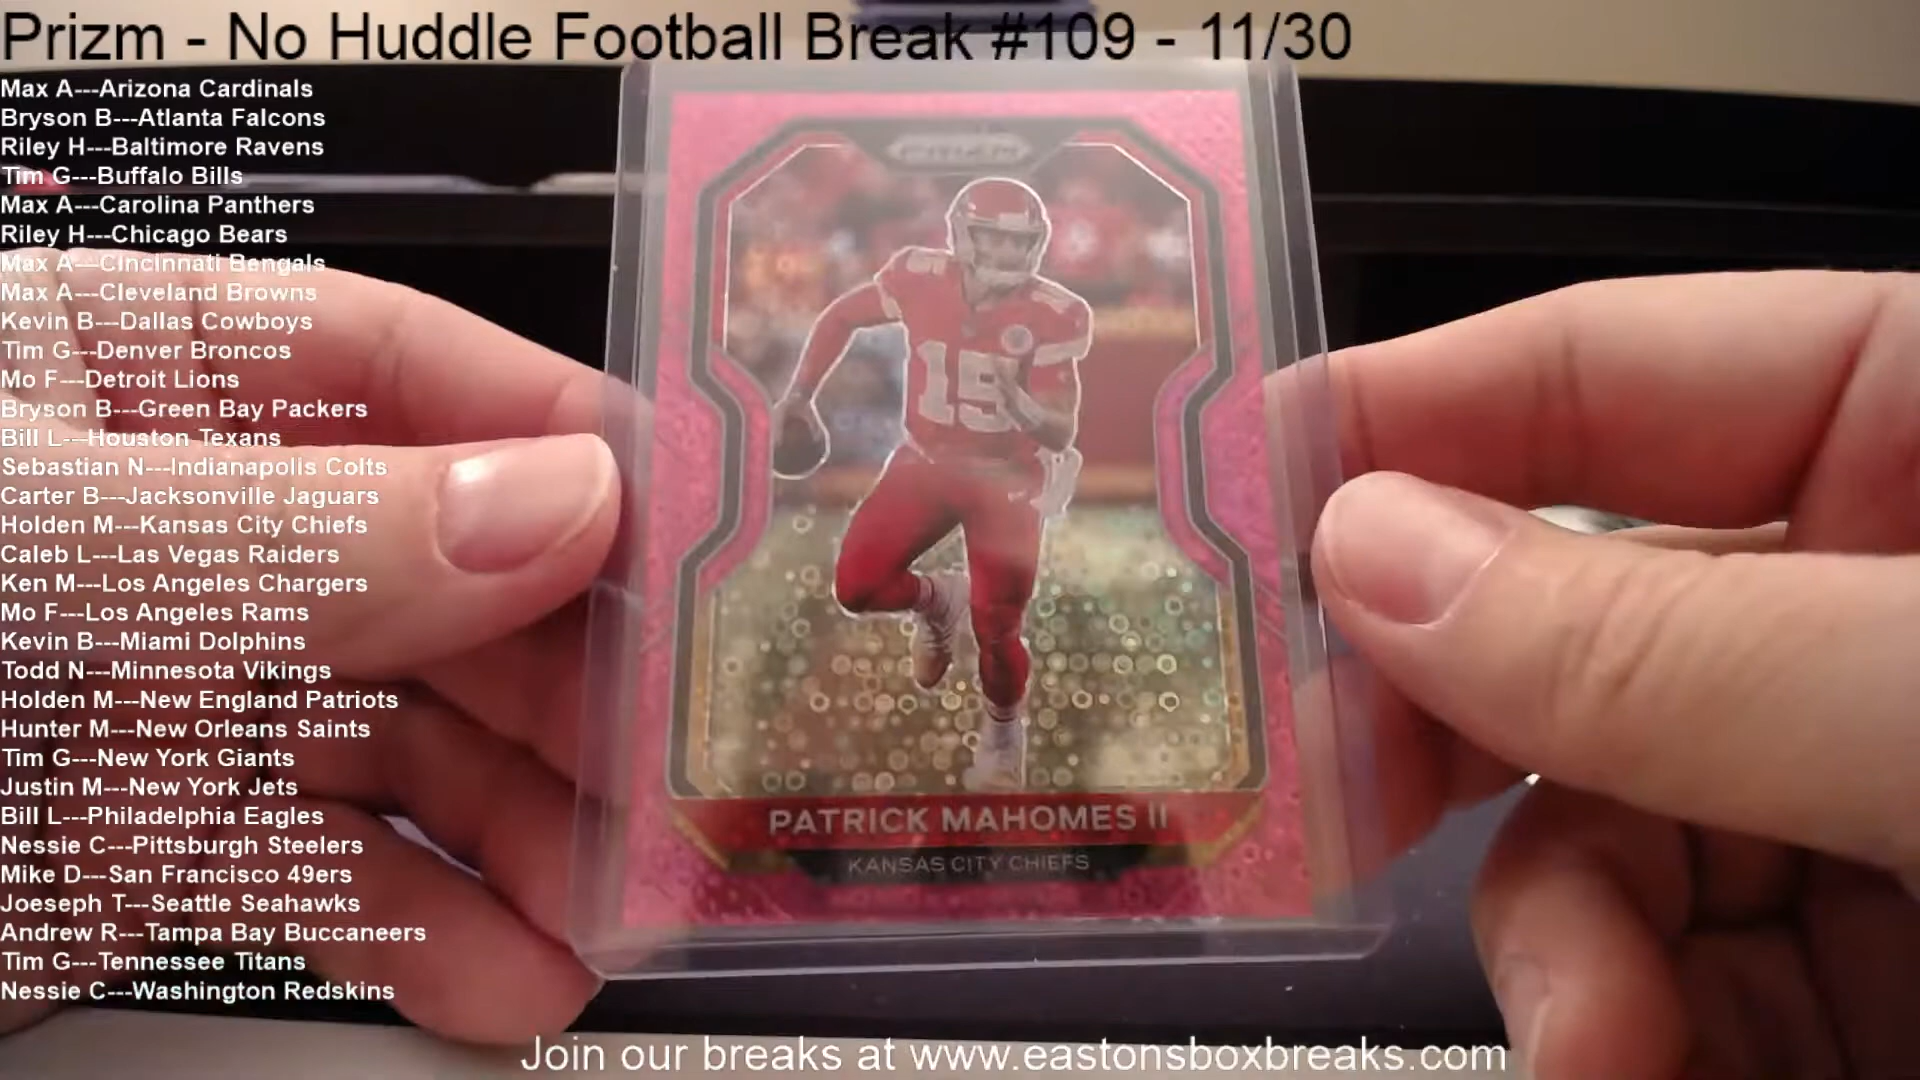 Prizm - No Huddle Football Break #109 - 11/30
Max A---Arizona Cardinals
Bryson B---Atlanta Falcons
Riley H---Baltimore Ravens
Tim G---Buffalo Bills
Max A---Carolina Panthers
Riley H---Chicago Bears
Max A---Cincinnati Bengals
Max A---Cleveland Browns
Kevin B---Dallas Cowboys
Tim G---Denver Broncos
Mo F---Detroit Lions
Bryson B---Green Bay Packers
Bill L---Houston Texans
Sebastian N---Indianapolis Colts
Carter B---Jacksonville Jaguars
Holden M---Kansas City Chiefs
Caleb L---Las Vegas Raiders
Ken M---Los Angeles Chargers
Mo F---Los Angeles Rams
Kevin B---Miami Dolphins
Todd N---Minnesota Vikings
Holden M---New England Patriots
Hunter M---New Orleans Saints
Tim G---New York Giants
Justin M---New York Jets
Bill L---Philadelphia Eagles
Nessie C---Pittsburgh Steelers
Mike D---San Francisco 49ers
Joeseph T---Seattle Seahawks
Andrew R---Tampa Bay Buccaneers
Tim G---Tennessee Titans
Nessie C---Washington Redskins
PRIZM
15
15
PATRICK MAHOMES II
KANSAS CITY CHIEFS
Join our breaks at www.eastonsboxbreaks.com